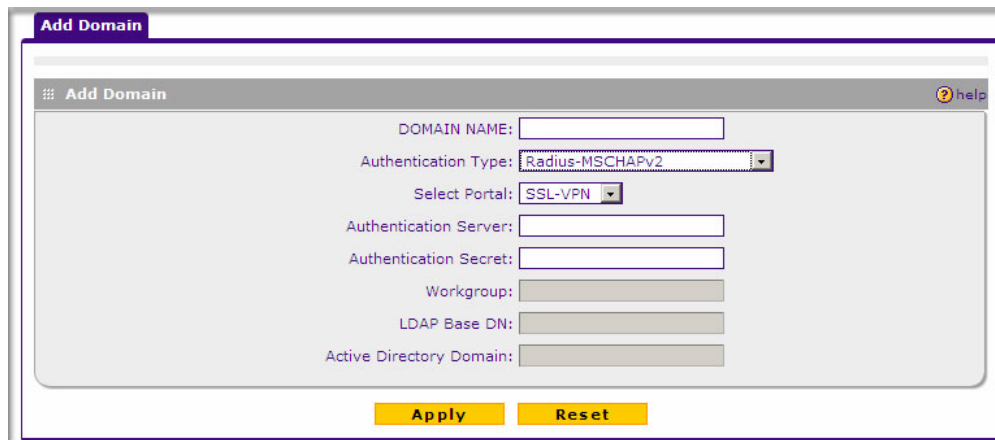 Add Domain
Add Domain
help
DOMAIN NAME:
Authentication Type: Radius-MSCHAPv2
Select Portal: SSL-VPN
Authentication Server:
Authentication Secret:
Workgroup:
LDAP Base DN:
Active Directory Domain:
Apply Reset